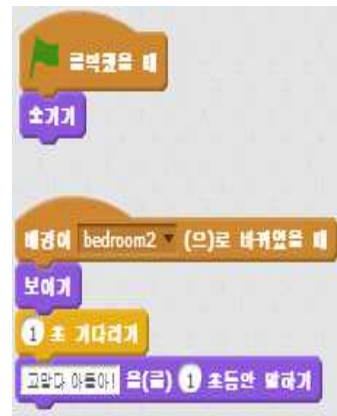 클릭했을 때
숨기기
배경이 bedroom2 (으)로 바뀌었을 때
보이기
1 초 기다리기
고맙다 아들아! 을(를) 1 초동안 말하기